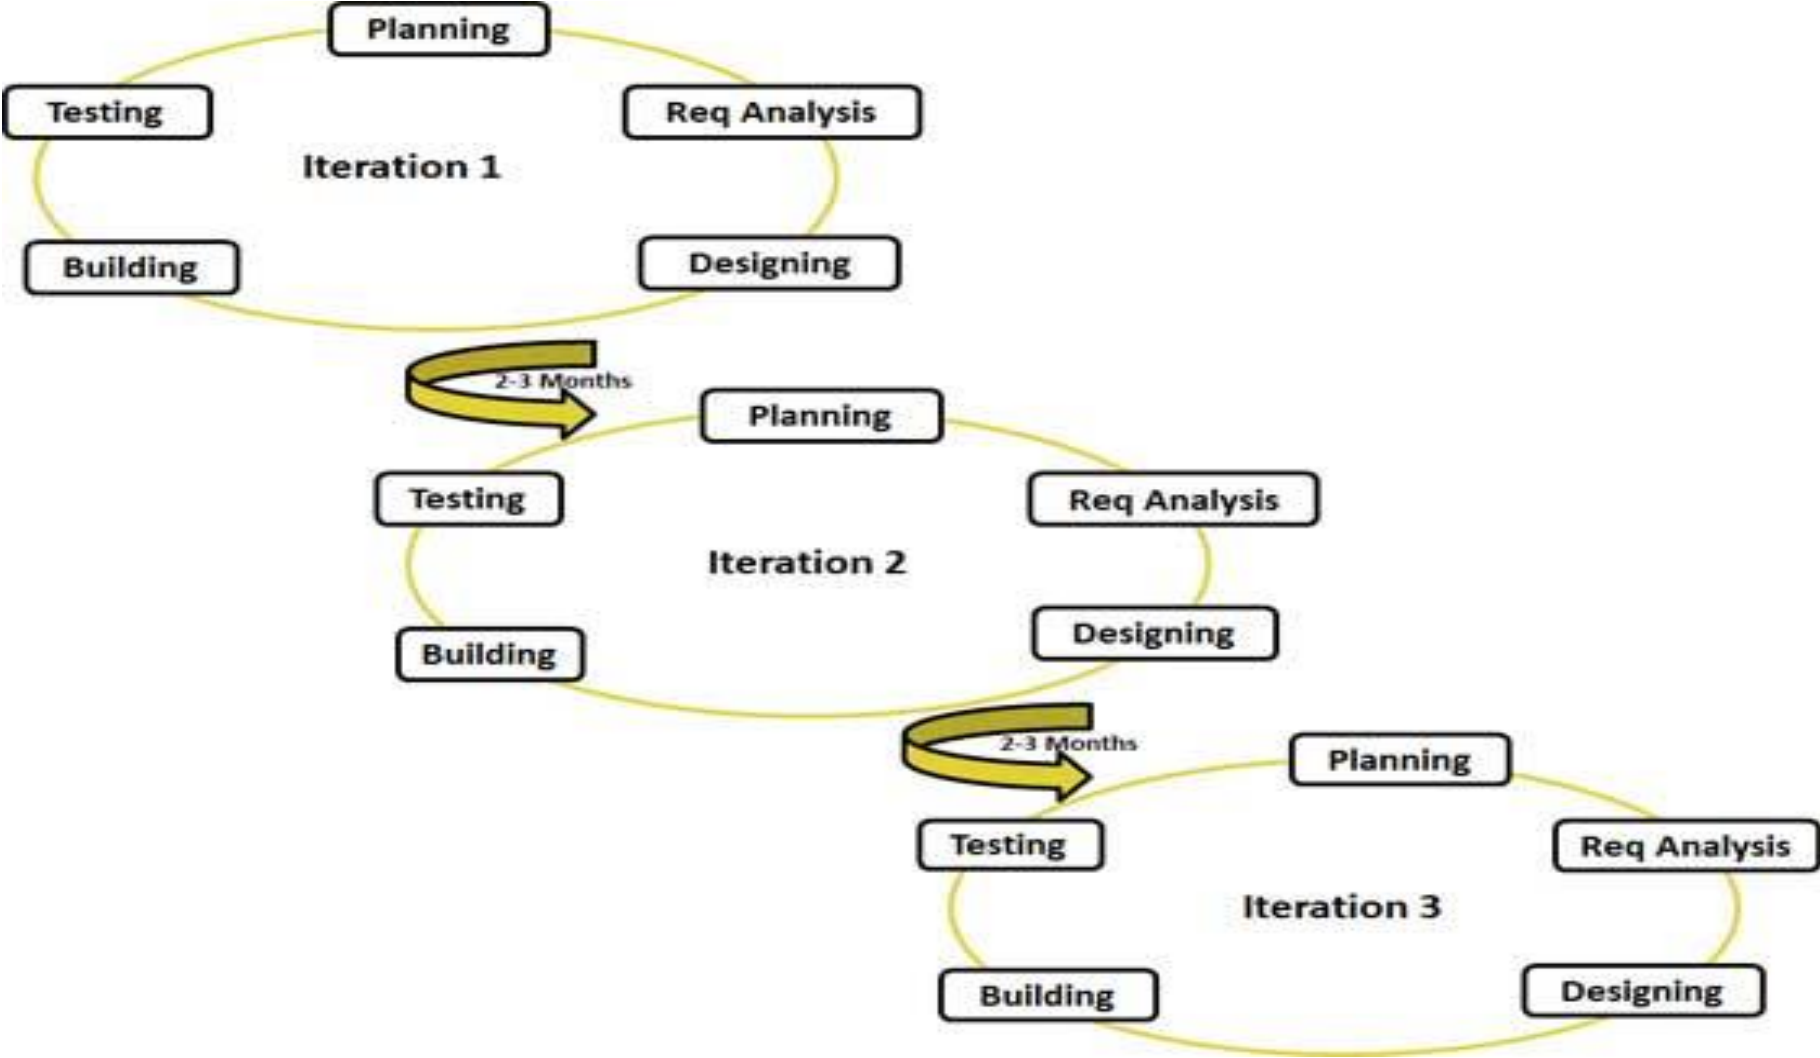 Planning
Testing
Req Analysis
Iteration 1
Building
Designing
2-3 Months
Planning
Testing
Req Analysis
Iteration 2
Building
Designing
2-3 Months
Planning
Testing
Req Analysis
Iteration 3
Building
Designing